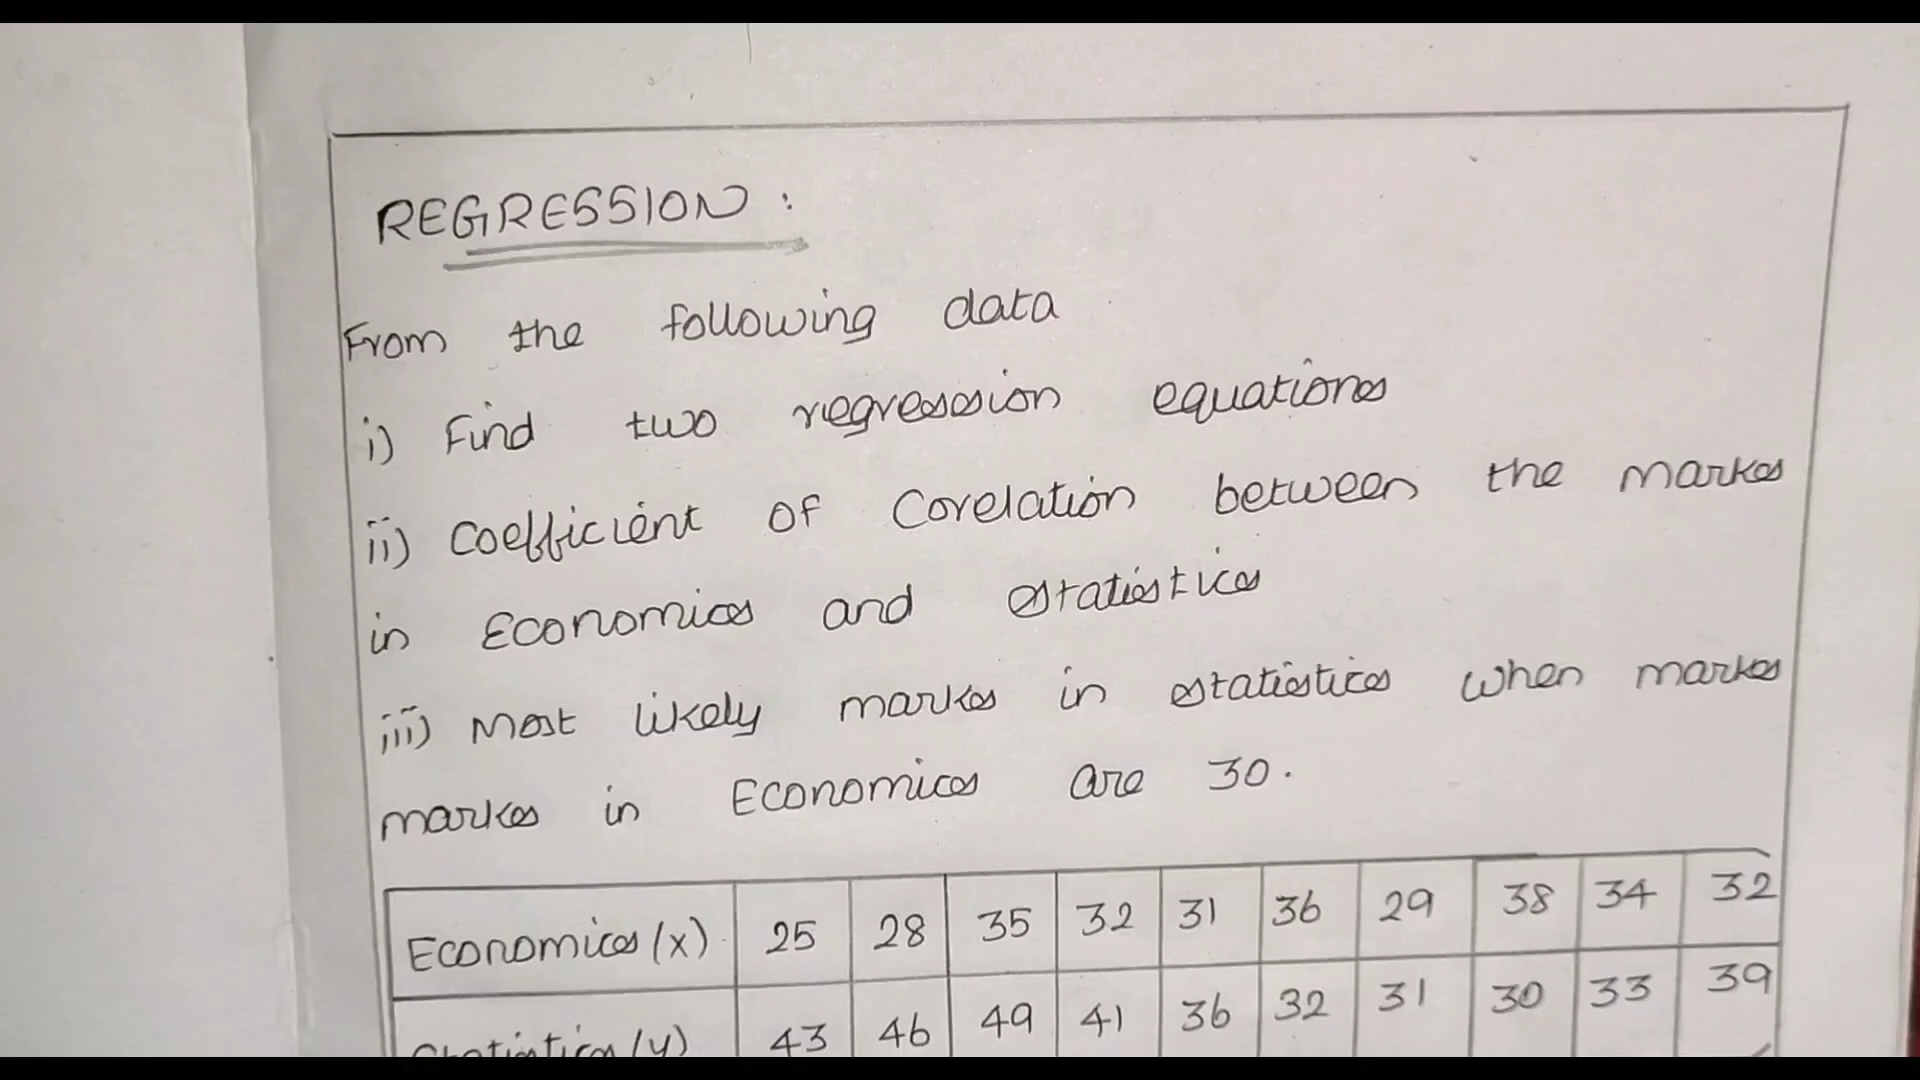 REGRESSION :
From the following data
i) Find two regression equations
ii) Coefficient of Corelation between the marks
in Economics and statistics
iii) Most likely marks in statistics when marks
marks in Economics are 30.
Economics (x) 25 28 35 32 31 36 29 38 34 32
Statistics (y) 43 46 49 41 36 32 31 30 33 39